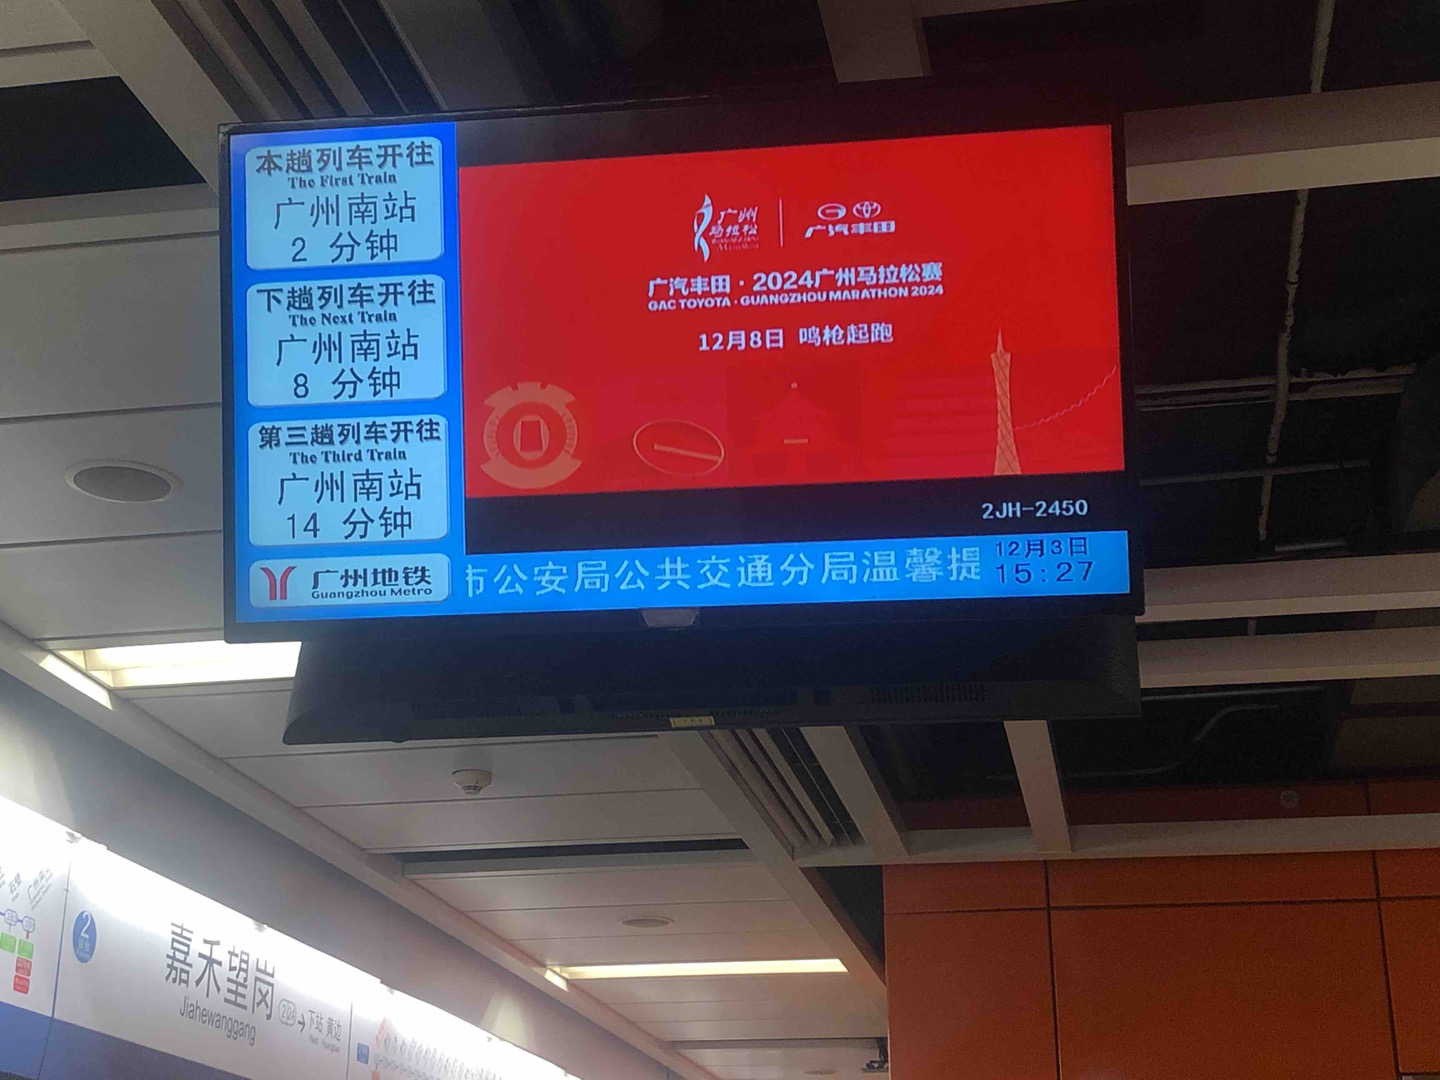 本趟列车开往
The First Train
广州南站
2 分钟
下趟列车开往
The Next Train
广州南站
8 分钟
第三趟列车开往
The Third Train
广州南站
14 分钟
广州地铁
Guangzhou Metro
广州
马拉松
广汽丰田
广汽丰田·2024广州马拉松赛
GAC TOYOTA · GUANGZHOU MARATHON 2024
12月8日 鸣枪起跑
2JH-2450
市公安局公共交通分局温馨提
12月3日
15:27
2
嘉禾望岗
Jiahewanggang
下站 黄边